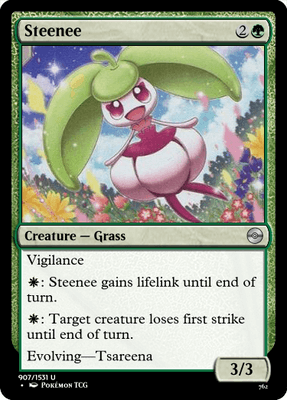 Steenee 2
Creature — Grass
Vigilance
: Steenee gains lifelink until end of
turn.
: Target creature loses first strike
until end of turn.
Evolving—Tsareena
3/3
907/1531 U
• Pokémon TCG
762